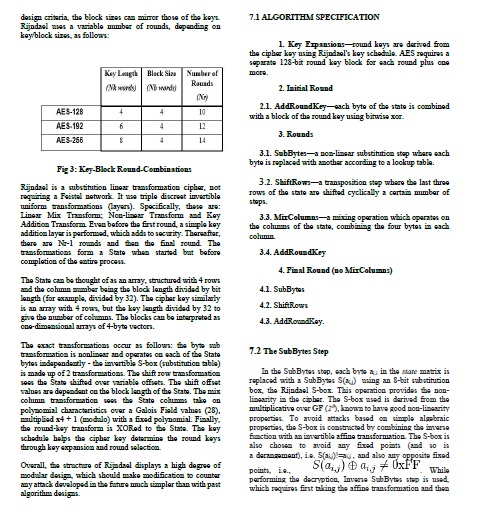 design criteria, the block sizes can mirror those of the keys.
Rijndael uses a variable number of rounds, depending on
key/block sizes, as follows:
Key Length Block Size Number of
Rounds
(Nk words) (Nb words)
(Nr)
AES-128 4 4 10
AES-192 6 4 12
AES-256 8 4 14
Fig 3: Key-Block Round-Combinations
Rijndael is a substitution linear transformation cipher, not
requiring a Feistel network. It use triple discreet invertible
uniform transformations (layers). Specifically, these are:
Linear Mix Transform; Non-linear Transform and Key
Addition Transform. Even before the first round, a simple key
addition layer is performed, which adds to security. Thereafter,
there are Nr-1 rounds and then the final round. The
transformations form a State when started but before
completion of the entire process.
The State can be thought of as an array, structured with 4 rows
and the column number being the block length divided by bit
length (for example, divided by 32). The cipher key similarly
is an array with 4 rows, but the key length divided by 32 to
give the number of columns. The blocks can be interpreted as
one-dimensional arrays of 4-byte vectors.
The exact transformations occur as follows: the byte sub
transformation is nonlinear and operates on each of the State
bytes independently - the invertible S-box (substitution table)
is made up of 2 transformations. The shift row transformation
sees the State shifted over variable offsets. The shift offset
values are dependent on the block length of the State. The mix
column transformation sees the State columns take on
polynomial characteristics over a Galois Field values (28),
multiplied x4 + 1 (modulo) with a fixed polynomial. Finally,
the round-key transform is XORed to the State. The key
schedule helps the cipher key determine the round keys
through key expansion and round selection.
Overall, the structure of Rijndael displays a high degree of
modular design, which should make modification to counter
any attack developed in the future much simpler than with past
algorithm designs.
7.1 ALGORITHM SPECIFICATION
1. Key Expansions—round keys are derived from
the cipher key using Rijndael's key schedule. AES requires a
separate 128-bit round key block for each round plus one
more.
2. Initial Round
2.1. AddRoundKey—each byte of the state is combined
with a block of the round key using bitwise xor.
3. Rounds
3.1. SubBytes—a non-linear substitution step where each
byte is replaced with another according to a lookup table.
3.2. ShiftRows—a transposition step where the last three
rows of the state are shifted cyclically a certain number of
steps.
3.3. MixColumns—a mixing operation which operates on
the columns of the state, combining the four bytes in each
column.
3.4. AddRoundKey
4. Final Round (no MixColumns)
4.1. SubBytes
4.2. ShiftRows
4.3. AddRoundKey.
7.2 The SubBytes Step
In the SubBytes step, each byte aᵢ,ⱼ in the state matrix is
replaced with a SubBytes S(aᵢ,ⱼ) using an 8-bit substitution
box, the Rijndael S-box. This operation provides the non-
linearity in the cipher. The S-box used is derived from the
multiplicative over GF (2⁸), known to have good non-linearity
properties. To avoid attacks based on simple algebraic
properties, the S-box is constructed by combining the inverse
function with an invertible affine transformation. The S-box is
also chosen to avoid any fixed points (and so is
a derangement), i.e. S(aᵢ,ⱼ)!=aᵢ,ⱼ , and also any opposite fixed
points, i.e., S(aᵢ,ⱼ) ⊕ aᵢ,ⱼ ≠ 0xFF. While
performing the decryption, Inverse SubBytes step is used,
which requires first taking the affine transformation and then